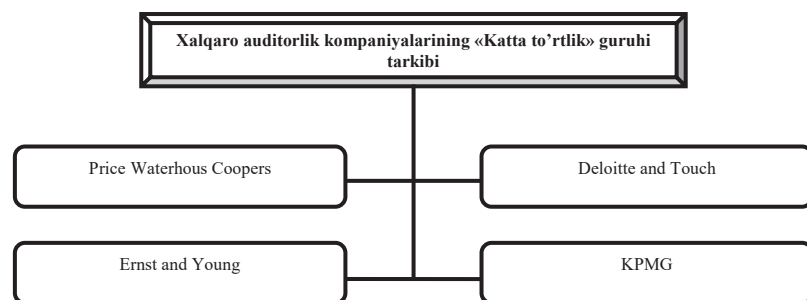 Xalqaro auditorlik kompaniyalarining «Katta to’rtlik» guruhi
tarkibi
Price Waterhous Coopers
Deloitte and Touch
Ernst and Young
KPMG